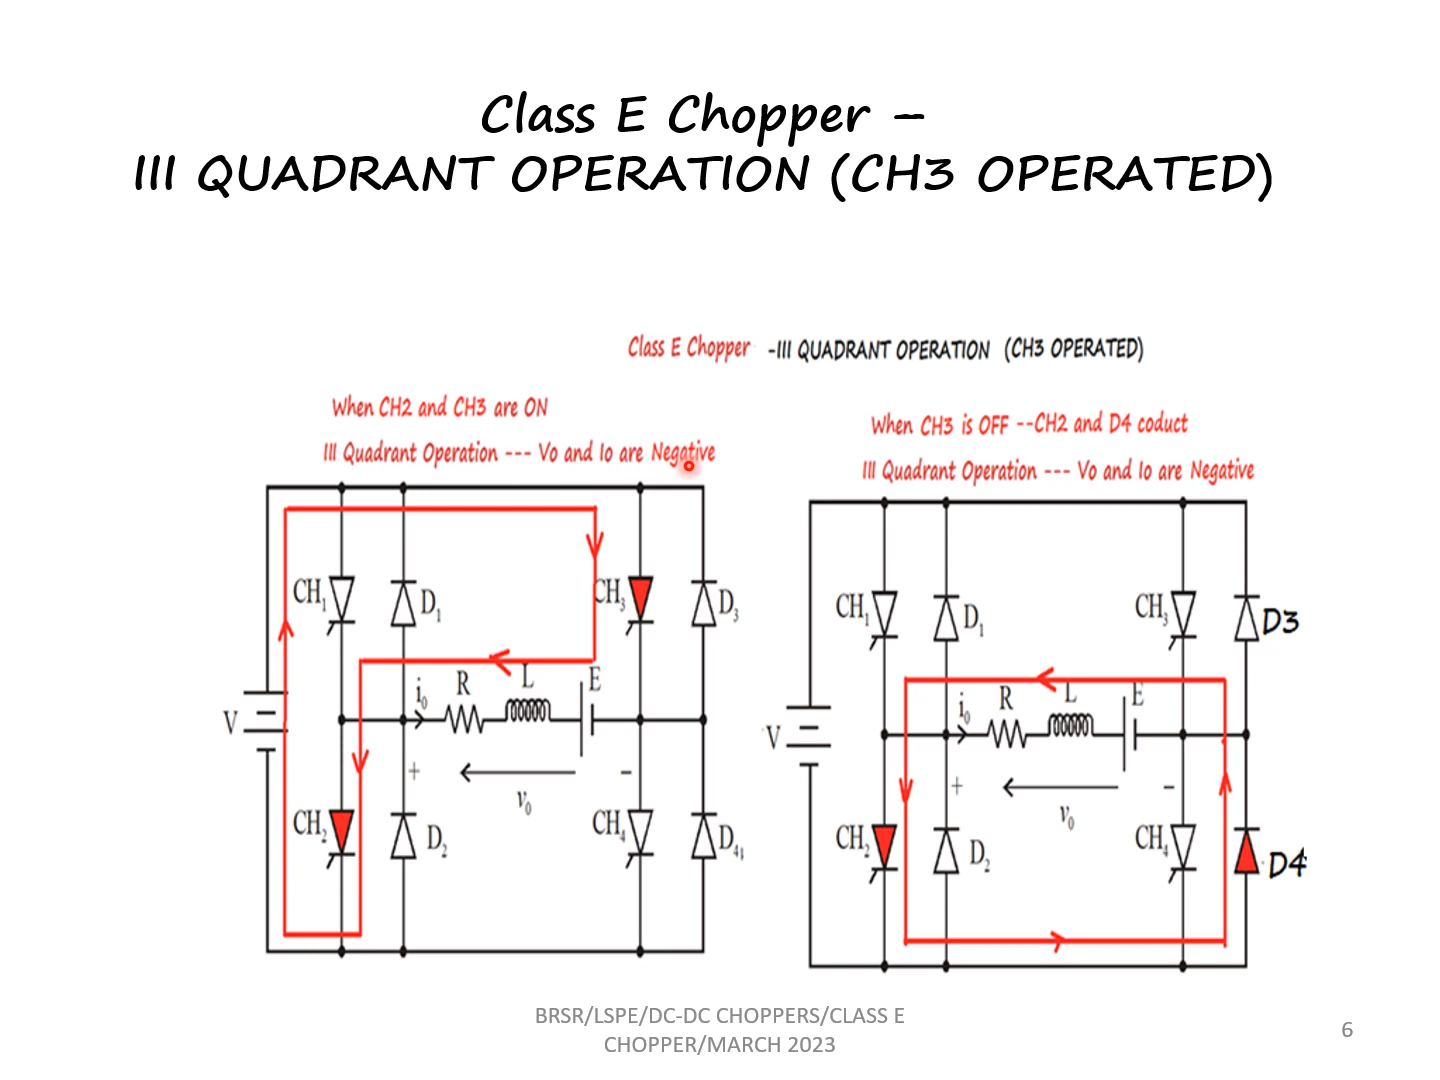 Class E Chopper –
III QUADRANT OPERATION (CH3 OPERATED)
Class E Chopper -III QUADRANT OPERATION (CH3 OPERATED)
When CH2 and CH3 are ON
III Quadrant Operation --- Vo and Io are Negative
CH1
D1
CH3
D3
V
i0
R
L
E
+
v0
–
CH2
D2
CH4
D4
When CH3 is OFF --CH2 and D4 coduct
III Quadrant Operation --- Vo and Io are Negative
CH1
D1
CH3
D3
V
i0
R
L
E
+
v0
–
CH2
D2
CH4
D4
BRSR/LSPE/DC-DC CHOPPERS/CLASS E
CHOPPER/MARCH 2023
6